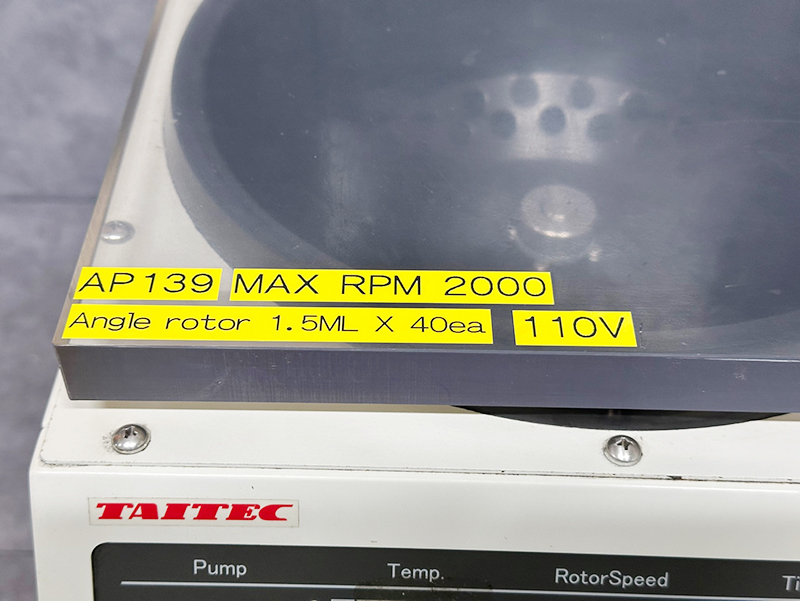 AP139 MAX RPM 2000
Angle rotor 1.5ML X 40ea 110V
TAITEC
Pump Temp. RotorSpeed